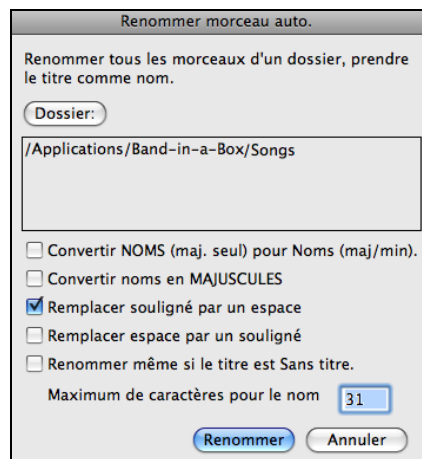 Renommer morceau auto.
Renommer tous les morceaux d'un dossier, prendre
le titre comme nom.
Dossier:
/Applications/Band-in-a-Box/Songs
Convertir NOMS (maj. seul) pour Noms (maj/min).
Convertir noms en MAJUSCULES
Remplacer souligné par un espace
Remplacer espace par un souligné
Renommer même si le titre est Sans titre.
Maximum de caractères pour le nom 31
Renommer Annuler